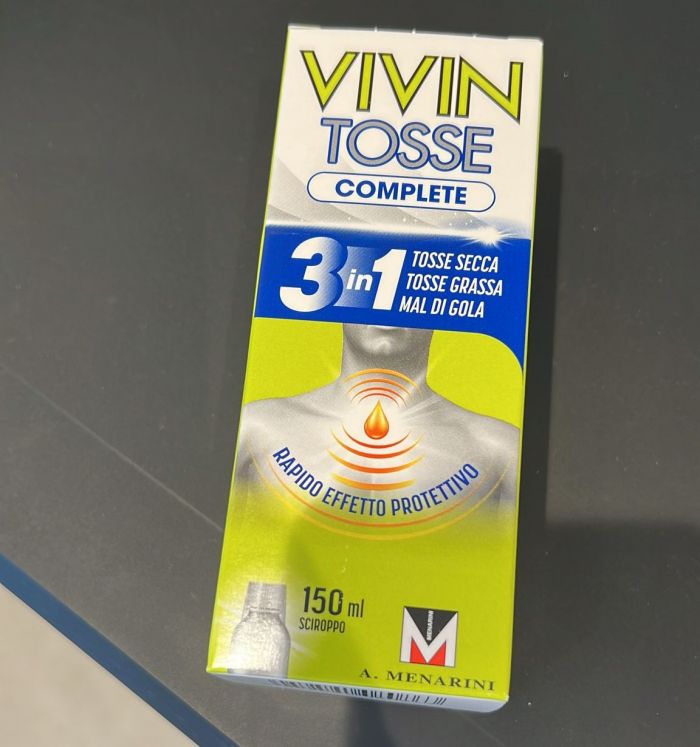 VIVIN
TOSSE
COMPLETE
3 in 1
TOSSE SECCA
TOSSE GRASSA
MAL DI GOLA
RAPIDO EFFETTO PROTETTIVO
150 ml
SCIROPPO
MENARINI
A. MENARINI